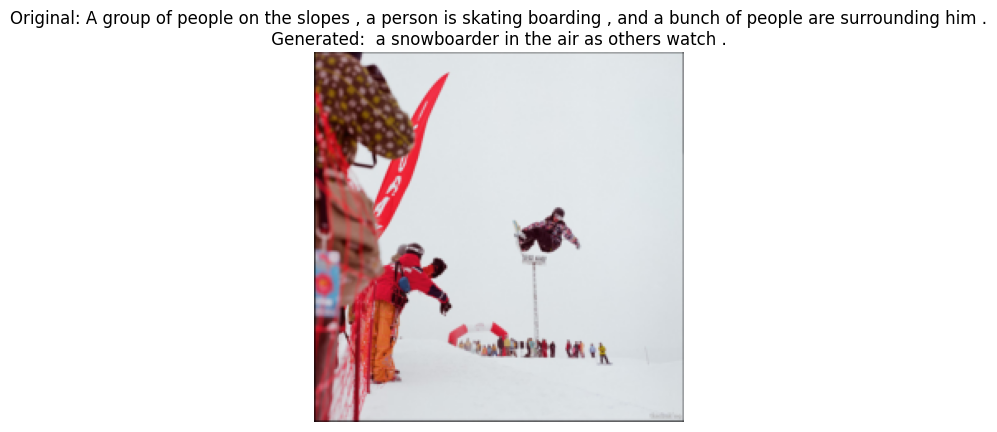 Original: A group of people on the slopes , a person is skating boarding , and a bunch of people are surrounding him .
Generated:  a snowboarder in the air as others watch .